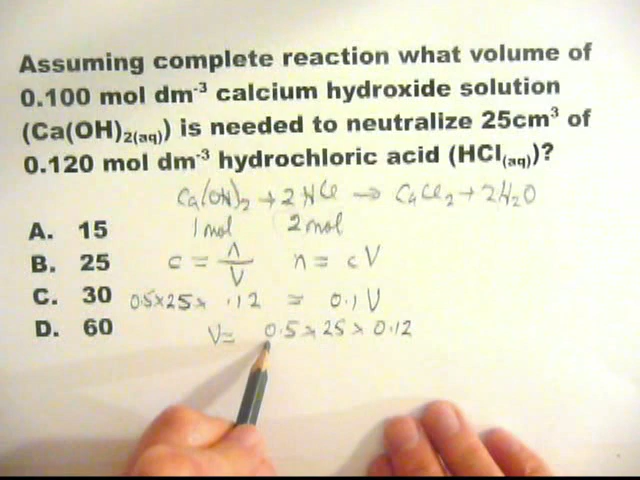 Assuming complete reaction what volume of
0.100 mol dm⁻³ calcium hydroxide solution
(Ca(OH)₂(aq)) is needed to neutralize 25cm³ of
0.120 mol dm⁻³ hydrochloric acid (HCl(aq))?
Ca(OH)₂ + 2HCl → CaCl₂ + 2H₂O
A. 15 1 mol 2 mol
B. 25 c = n/V n = cV
C. 30 0.5×25× .12 = 0.1 V
D. 60 V= 0.5 × 25 × 0.12